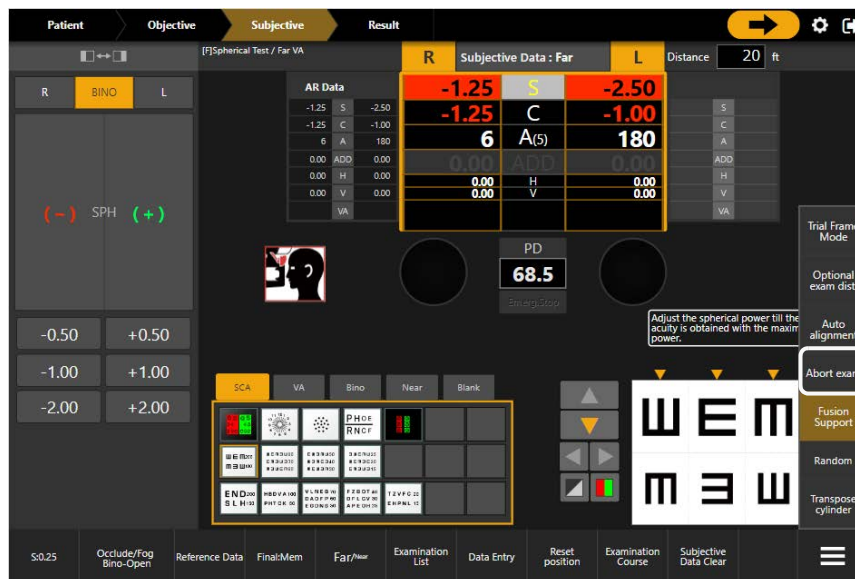 Patient
Objective
Subjective
Result
[F]Spherical Test / Far VA
R
Subjective Data : Far
L
Distance
20 ft
R
BINO
L
AR Data
-1.25 S -2.50
-1.25 C -1.00
6 A 180
0.00 ADD 0.00
0.00 H 0.00
0.00 V 0.00
VA
-1.25 S -2.50
-1.25 C -1.00
6 A(5) 180
0.00 ADD 0.00
0.00 H 0.00
0.00 V 0.00
S
C
A
ADD
H
V
VA
(-) SPH (+)
PD
68.5
Emerg.Stop
-0.50 +0.50
-1.00 +1.00
-2.00 +2.00
Adjust the spherical power till the
acuity is obtained with the maxim
power.
Trial Frame
Mode
Optional
exam dist
Auto
alignment
Abort exam
Fusion
Support
Random
Transpose
cylinder
SCA
VA
Bino
Near
Blank
PHOE
RNCF
END
SLH
S:0.25
Occlude/Fog
Bino-Open
Reference Data
Final:Mem
Far/Near
Examination
List
Data Entry
Reset
position
Examination
Course
Subjective
Data Clear